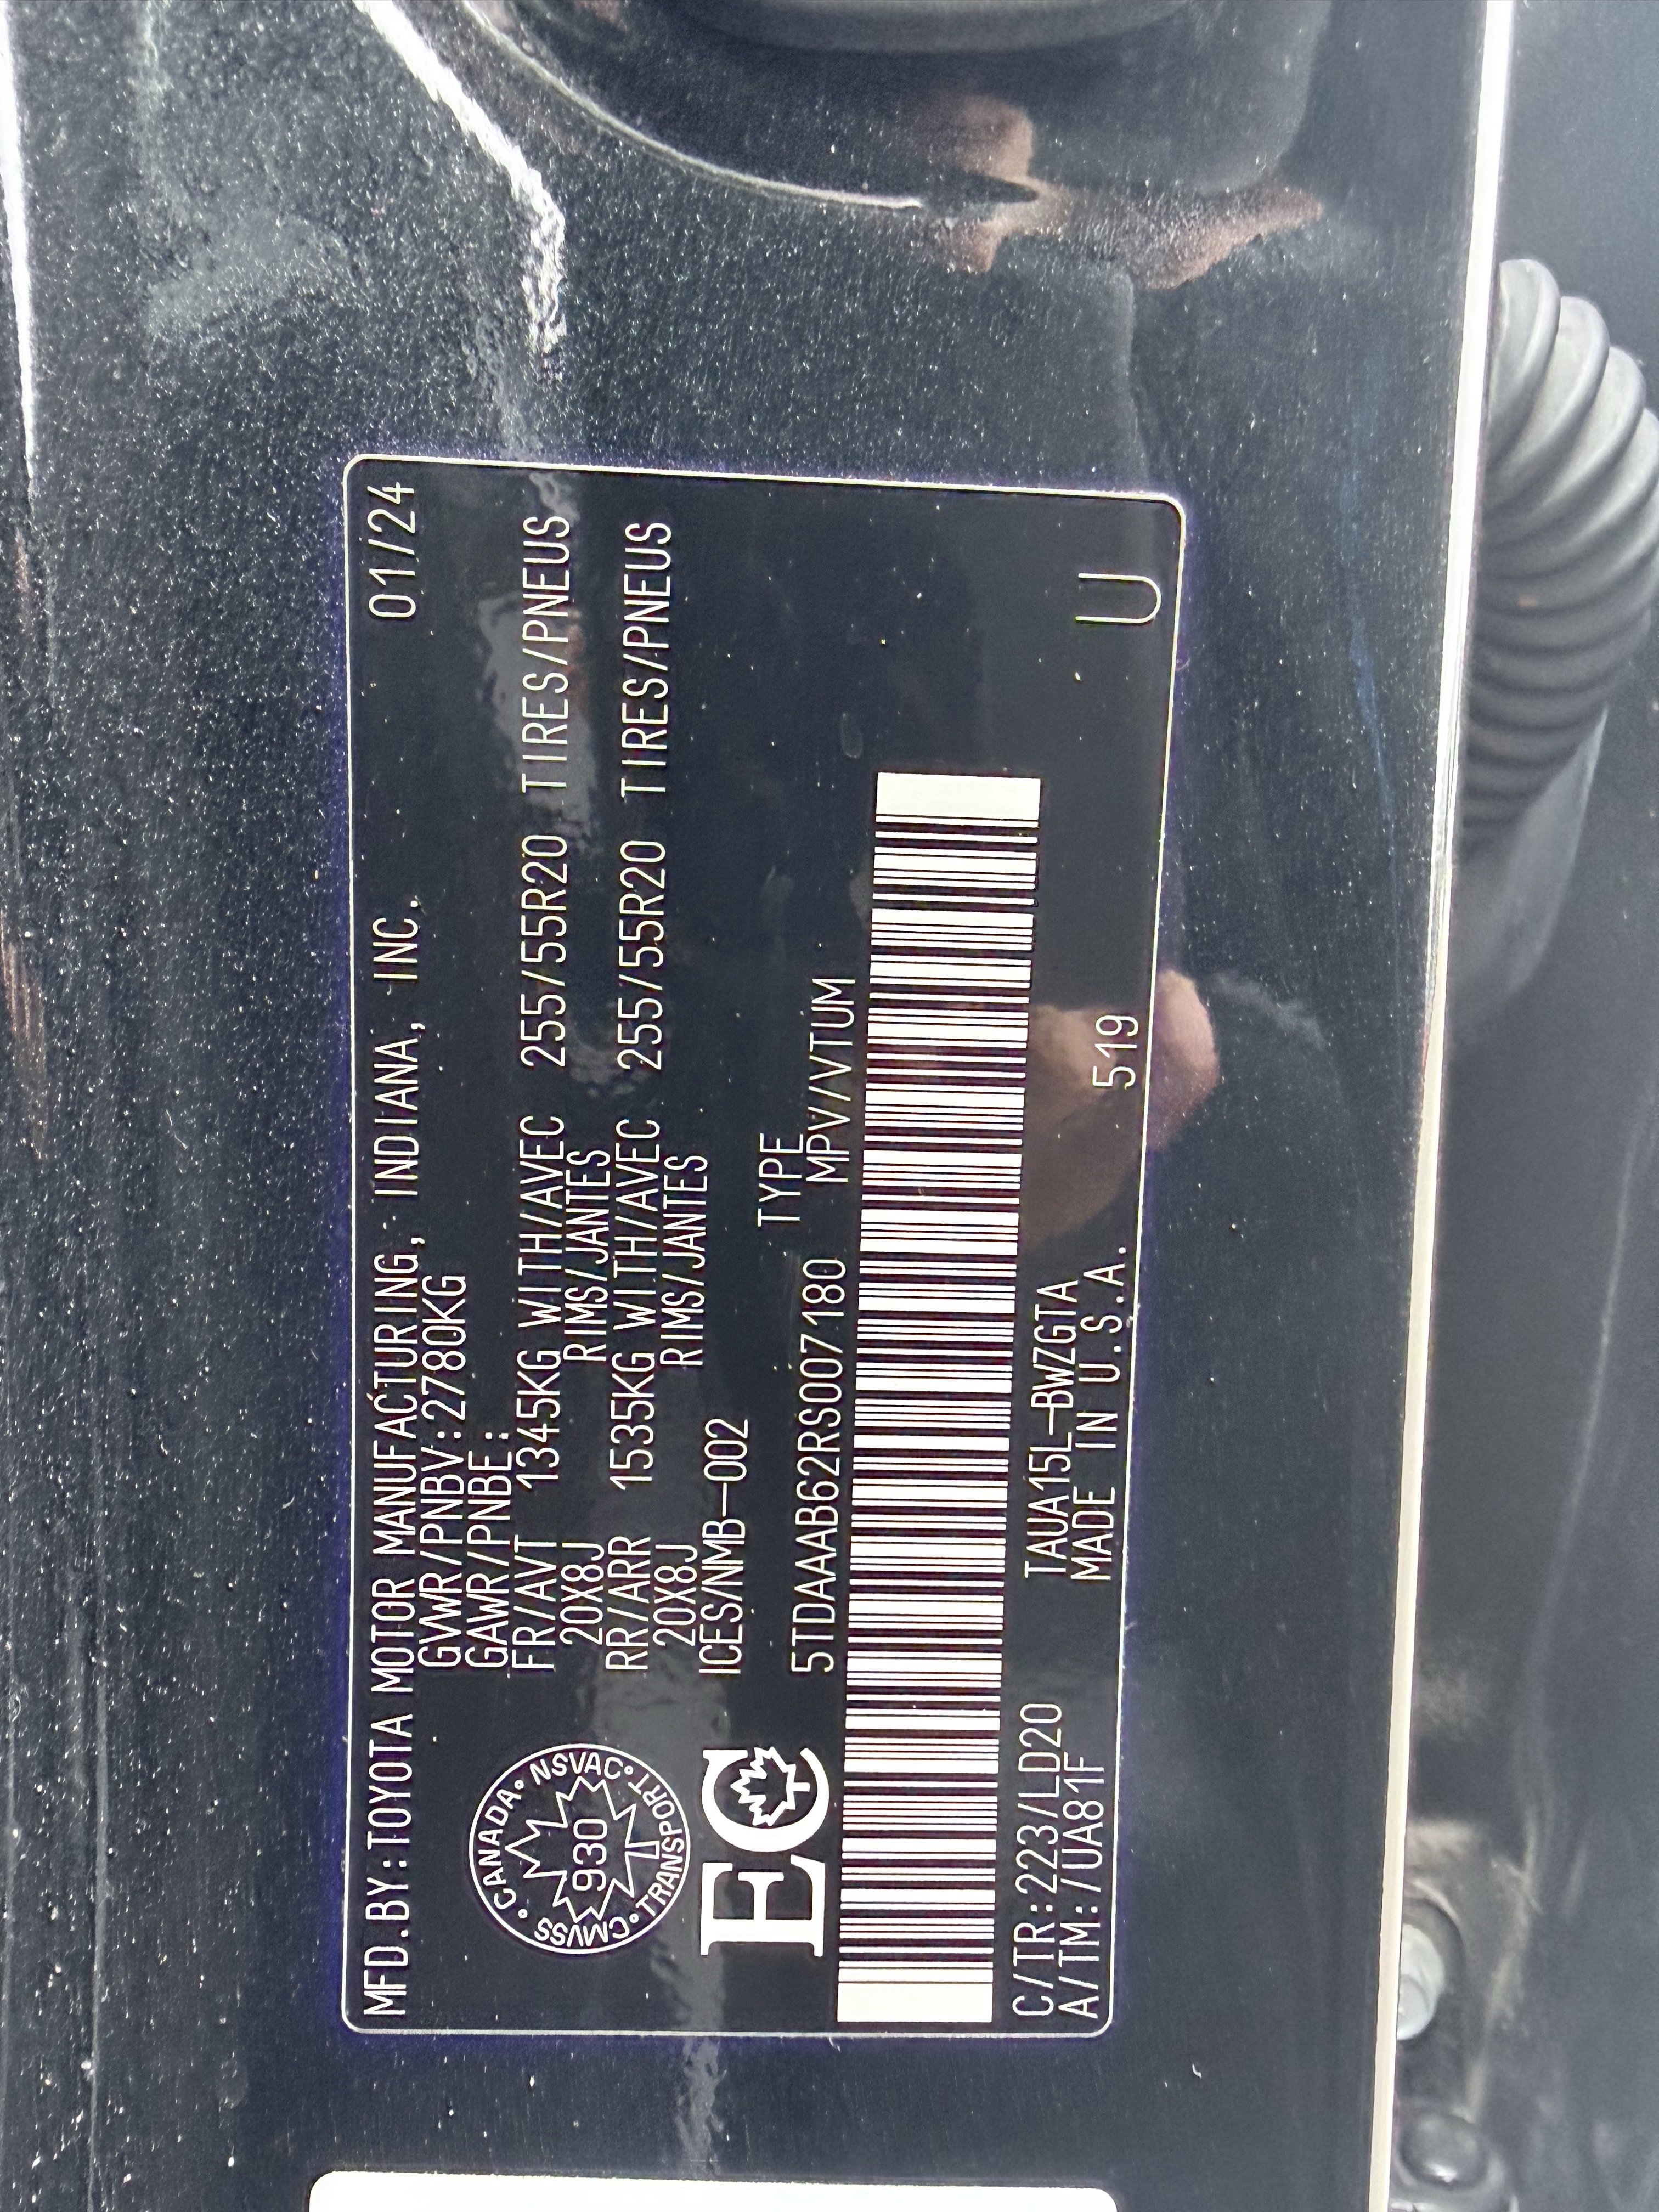 MFD.BY:TOYOTA MOTOR MANUFACTURING, INDIANA, INC. 01/24
GVWR/PNBV:2780KG
GAWR/PNBE:
FR/AVT 1345KG WITH/AVEC 255/55R20 TIRES/PNEUS
20X8J RIMS/JANTES
RR/ARR 1535KG WITH/AVEC 255/55R20 TIRES/PNEUS
20X8J RIMS/JANTES
ICES/NMB-002
CANADA • NSVAC • TRANSPORT • CMVSS •
930
EC
TYPE
5TDAAAB62RS007180 MPV/VTUM
C/TR:223/LD20 TAUA15L-BWZGTA
A/TM:/UA81F MADE IN U.S.A. 519
U